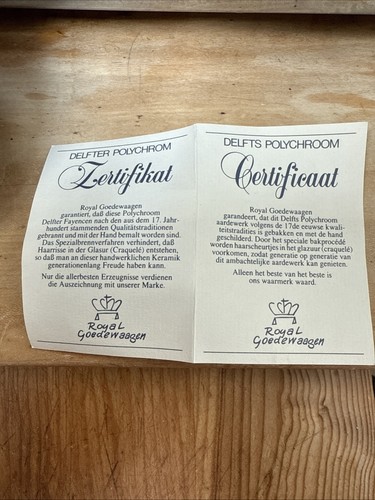 DELFTER POLYCHROM
Zertifikat
Royal Goedewaagen
garantiert, daß diese Polychroom
Delfter Fayencen nach den aus dem 17. Jahr-
hundert stammenden Qualitätstraditionen
gebrannt und mit der Hand bemalt worden sind.
Das Spezialbrennverfahren verhindert, daß
Haarrisse in der Glasur (Craquelé) entstehen,
so daß man an dieser handwerklichen Keramik
generationenlang Freude haben kann.
Nur die allerbesten Erzeugnisse verdienen
die Auszeichnung mit unserer Marke.
ROYAL
Goedewaagen
DELFTS POLYCHROOM
Certificaat
Royal Goedewaagen
garandeert, dat dit Delfts Polychroom
aardewerk volgens 17de eeuwse kwali-
teitstradities is gebakken en met de hand
geschilderd. Door het speciale bakprocédé
worden haarscheurtjes in het glazuur (craquelé)
voorkomen, zodat generatie op generatie van
dit ambachtelijke aardewerk kan genieten.
Alleen het beste van het beste is
ons waarmerk waard.
ROYAL
Goedewaagen